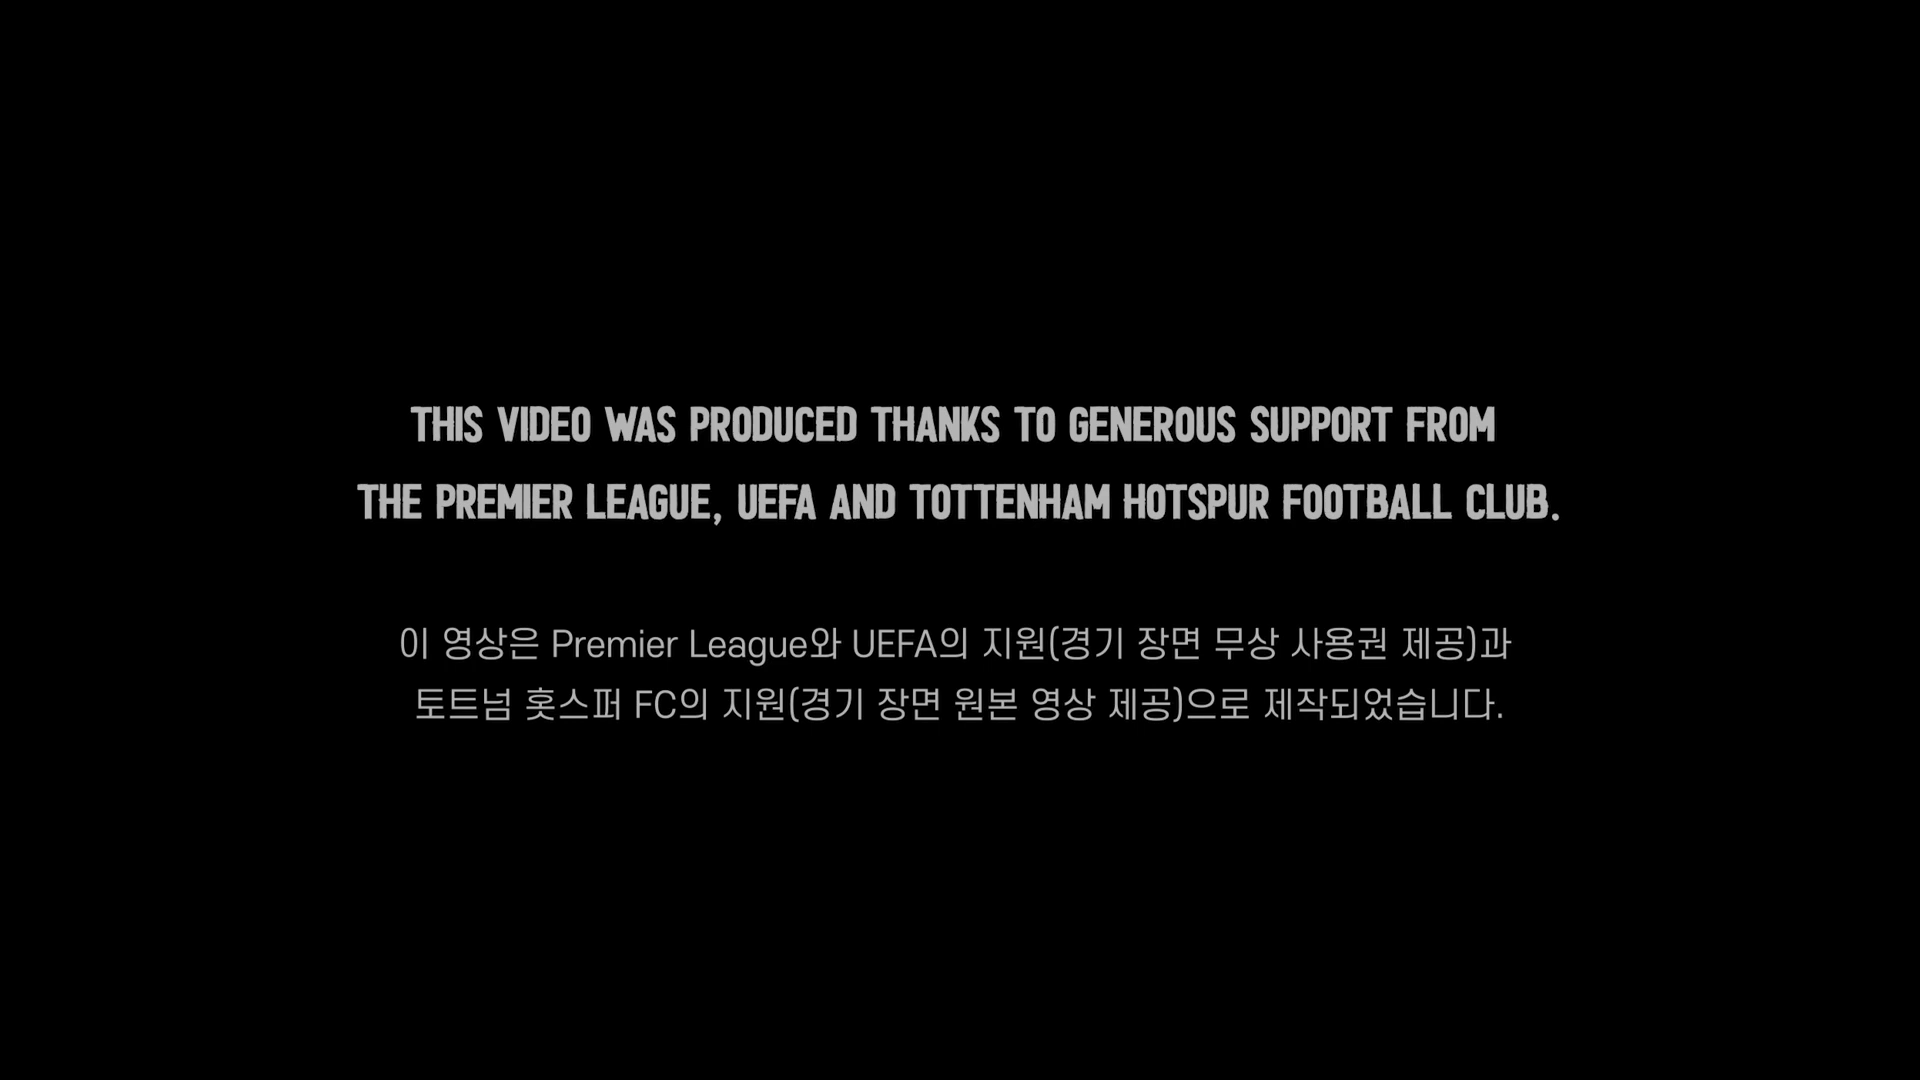 THIS VIDEO WAS PRODUCED THANKS TO GENEROUS SUPPORT FROM
THE PREMIER LEAGUE, UEFA AND TOTTENHAM HOTSPUR FOOTBALL CLUB.
이 영상은 Premier League와 UEFA의 지원(경기 장면 무상 사용권 제공)과
토트넘 홋스퍼 FC의 지원(경기 장면 원본 영상 제공)으로 제작되었습니다.